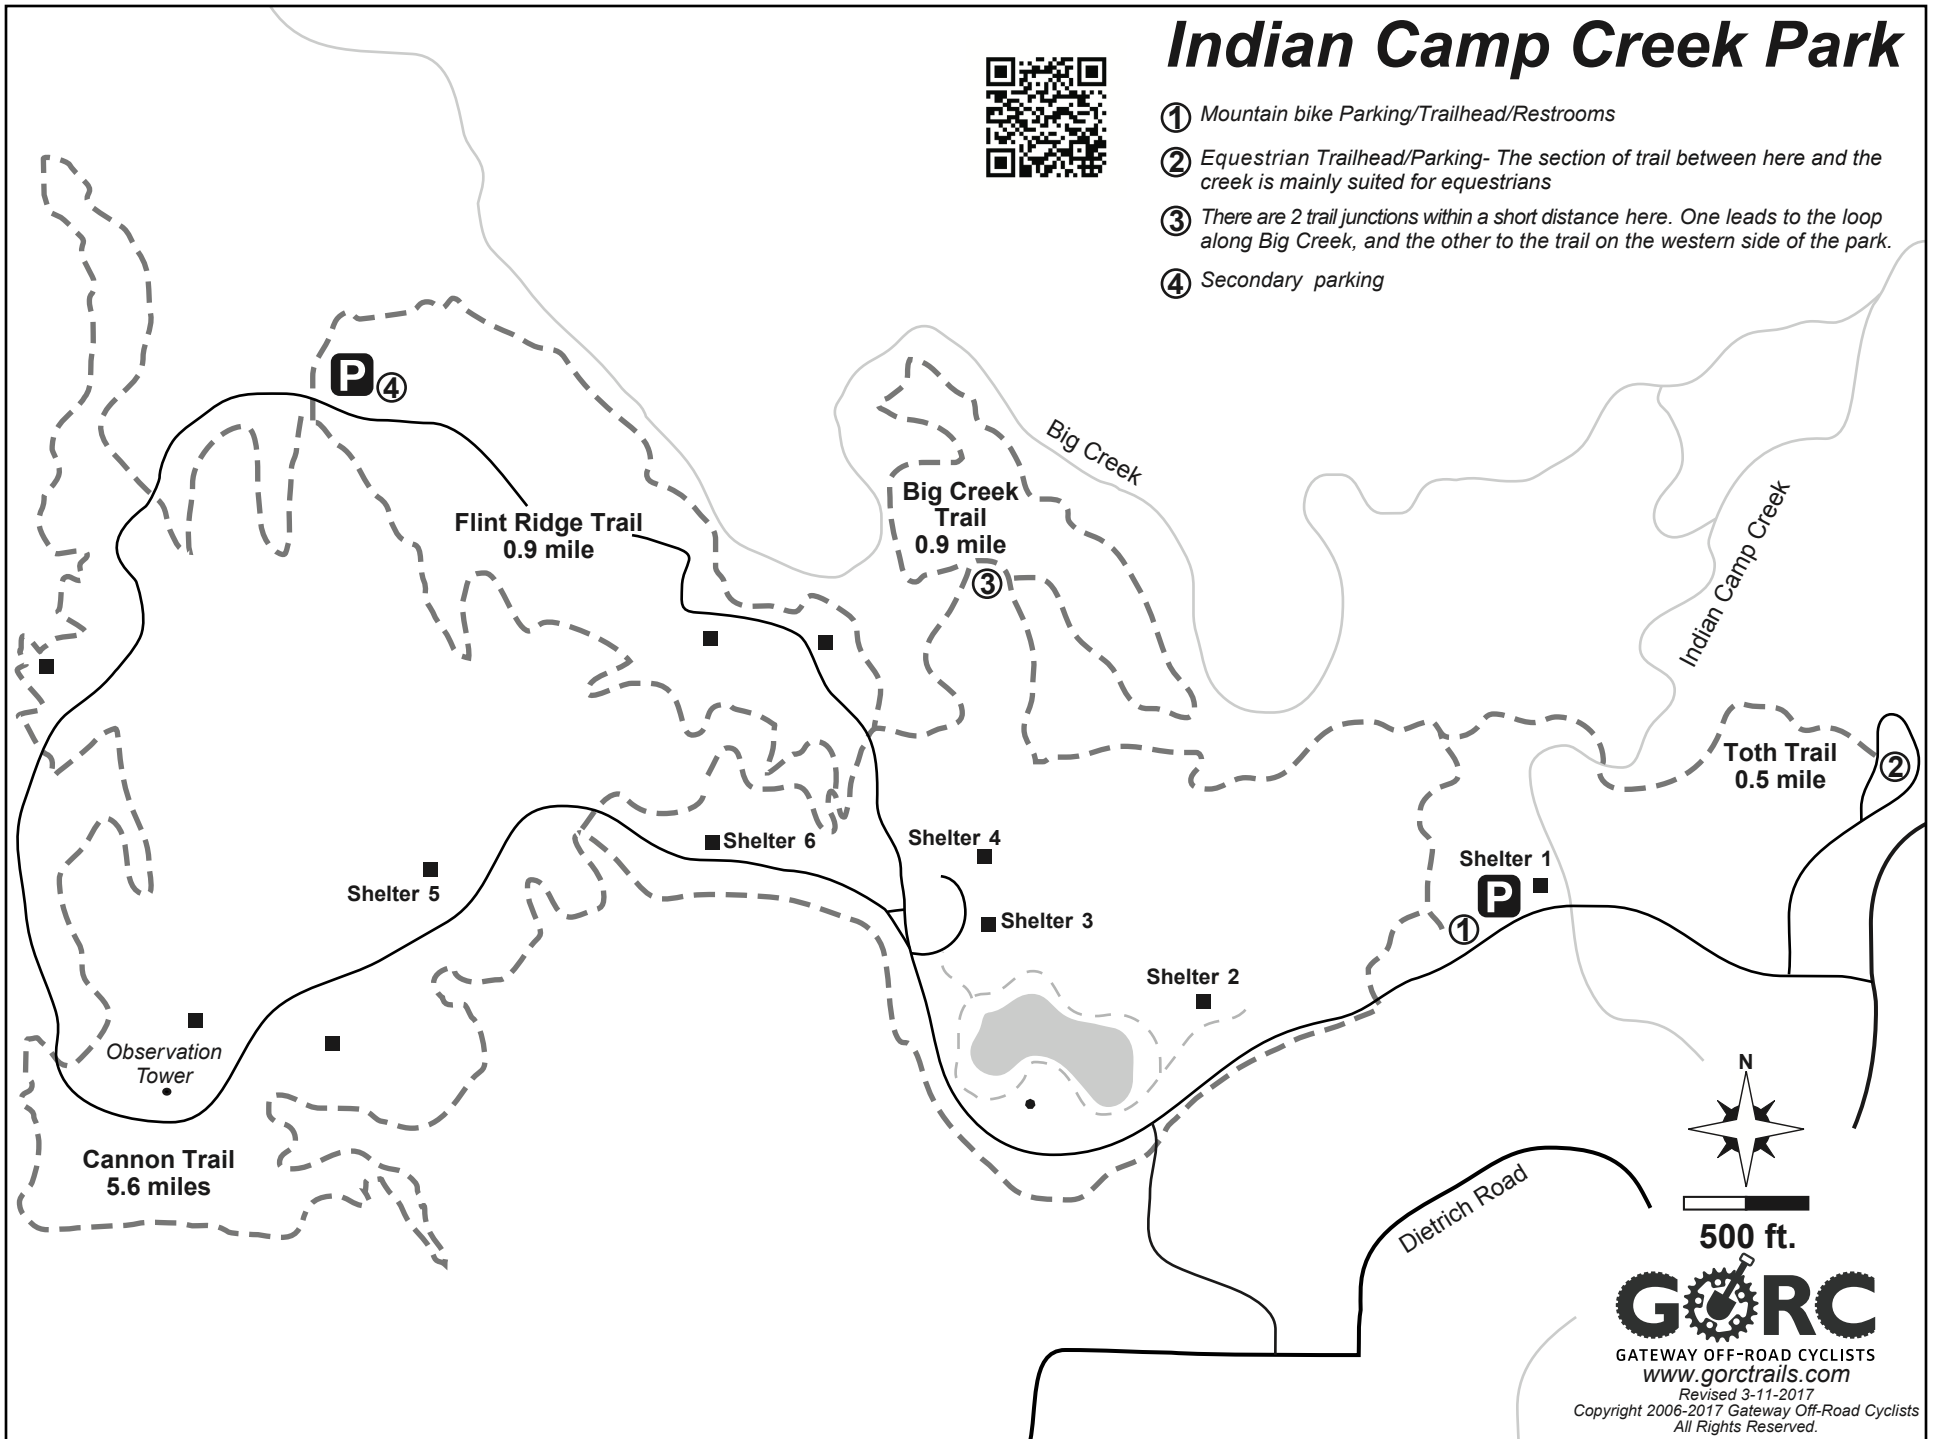 Indian Camp Creek Park
1 Mountain bike Parking/Trailhead/Restrooms
2 Equestrian Trailhead/Parking- The section of trail between here and the
creek is mainly suited for equestrians
3 There are 2 trail junctions within a short distance here. One leads to the loop
along Big Creek, and the other to the trail on the western side of the park.
4 Secondary parking
P 4
Big Creek
Flint Ridge Trail
0.9 mile
Big Creek
Trail
0.9 mile
3
Indian Camp Creek
Toth Trail
0.5 mile
2
Shelter 6
Shelter 4
Shelter 1
P
1
Shelter 5
Shelter 3
Shelter 2
Observation
Tower
Cannon Trail
5.6 miles
Dietrich Road
N
500 ft.
GORC
GATEWAY OFF-ROAD CYCLISTS
www.gorctrails.com
Revised 3-11-2017
Copyright 2006-2017 Gateway Off-Road Cyclists
All Rights Reserved.